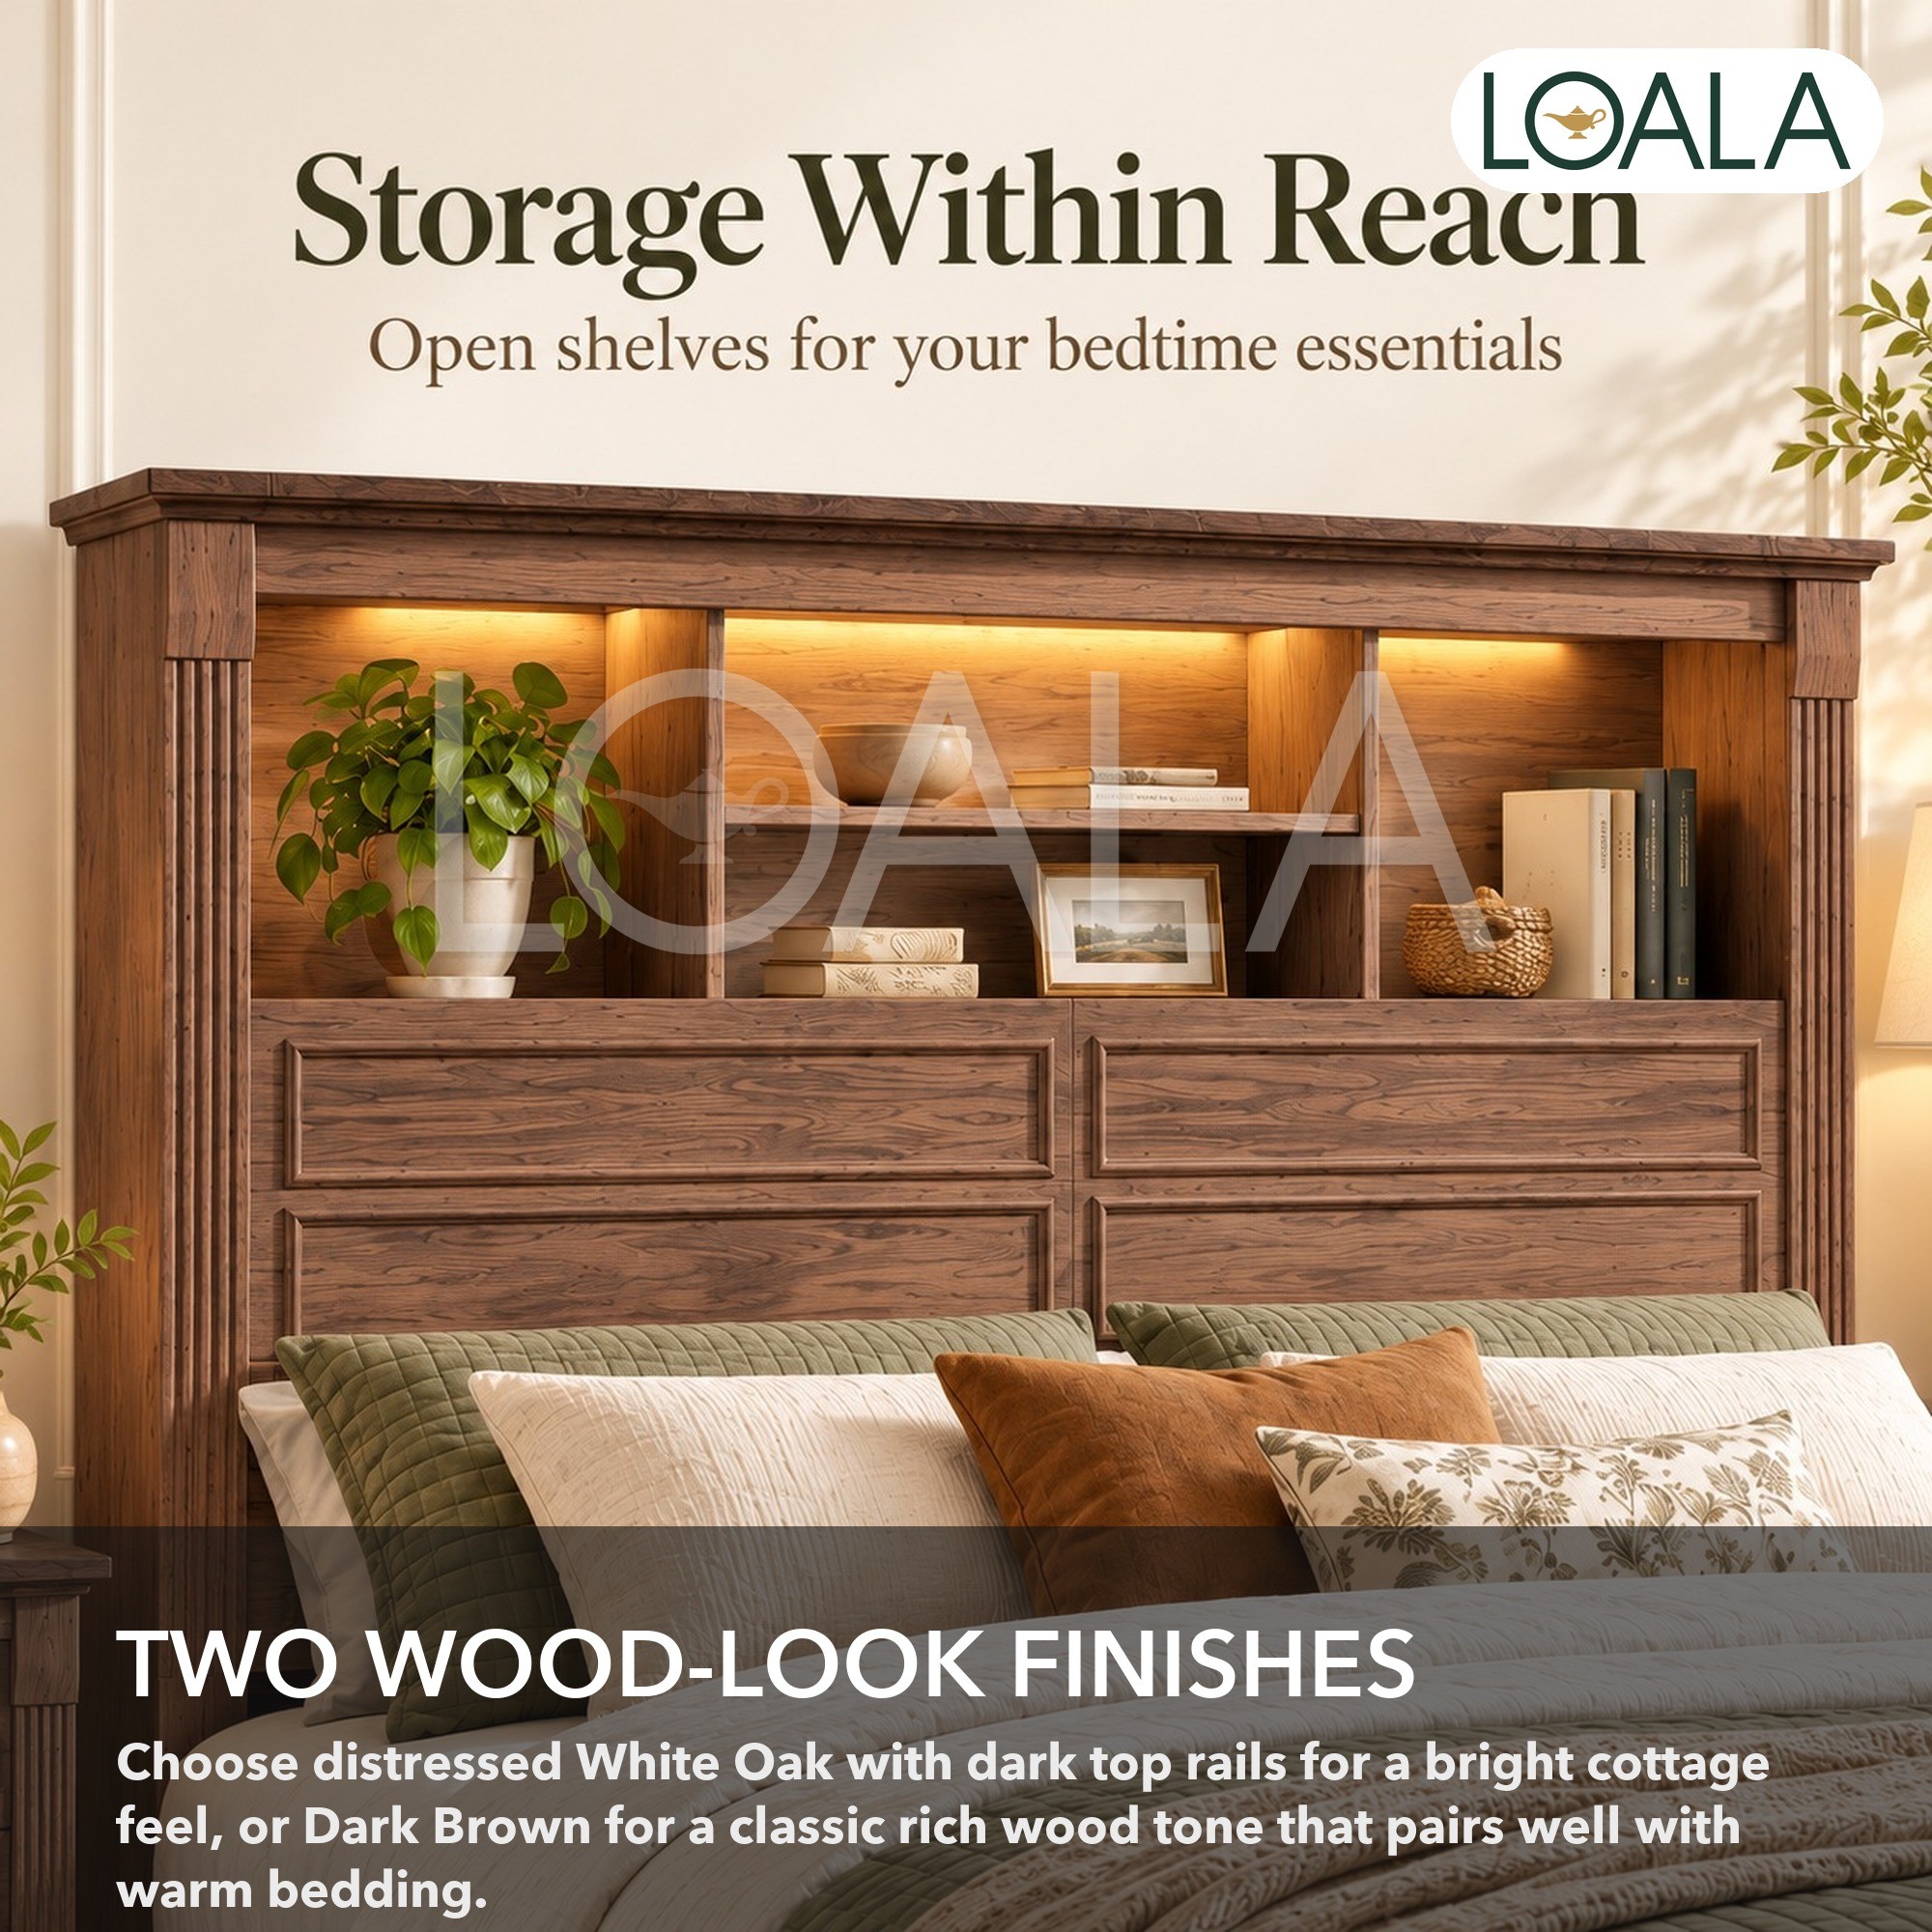 LOALA
Storage Within Reach
Open shelves for your bedtime essentials
LOALA
TWO WOOD-LOOK FINISHES
Choose distressed White Oak with dark top rails for a bright cottage
feel, or Dark Brown for a classic rich wood tone that pairs well with
warm bedding.